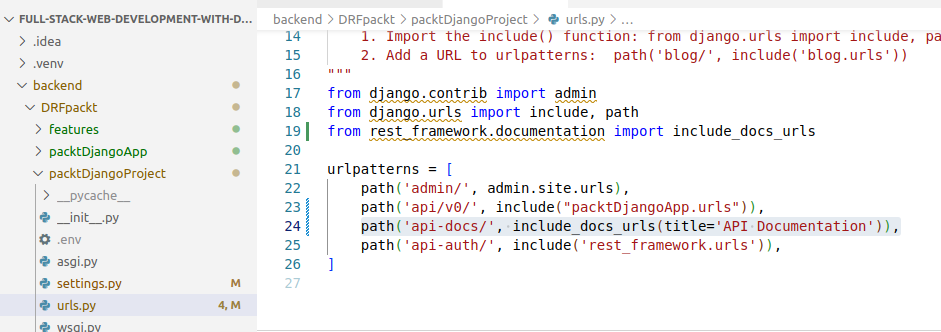 FULL-STACK-WEB-DEVELOPMENT-WITH-D...
.idea
.venv
backend
DRFpackt
features
packtDjangoApp
packtDjangoProject
__pycache__
__init__.py
.env
asgi.py
settings.py M
urls.py 4, M
wsgi.py
backend > DRFpackt > packtDjangoProject > urls.py > ...
14 1. Import the include() function: from django.urls import include, pa
15 2. Add a URL to urlpatterns:  path('blog/', include('blog.urls'))
16 """
17 from django.contrib import admin
18 from django.urls import include, path
19 from rest_framework.documentation import include_docs_urls
20
21 urlpatterns = [
22 path('admin/', admin.site.urls),
23 path('api/v0/', include("packtDjangoApp.urls")),
24 path('api-docs/', include_docs_urls(title='API Documentation')),
25 path('api-auth/', include('rest_framework.urls')),
26 ]
27